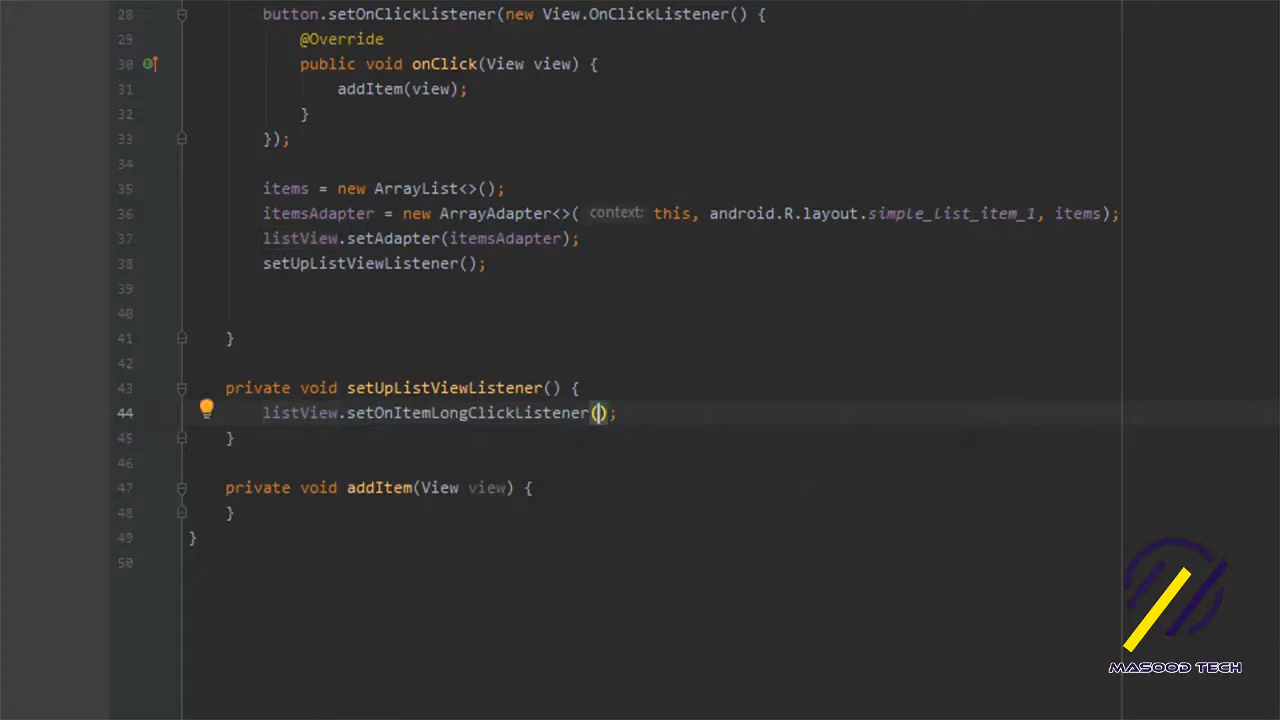 28 button.setOnClickListener(new View.OnClickListener() {
29 @Override
30 public void onClick(View view) {
31 addItem(view);
32 }
33 });
34
35 items = new ArrayList<>();
36 itemsAdapter = new ArrayAdapter<>( context: this, android.R.layout.simple_list_item_1, items);
37 listView.setAdapter(itemsAdapter);
38 setUpListViewListener();
39
40
41 }
42
43 private void setUpListViewListener() {
44 listView.setOnItemLongClickListener();
45 }
46
47 private void addItem(View view) {
48 }
49 }
50
MASOOD TECH